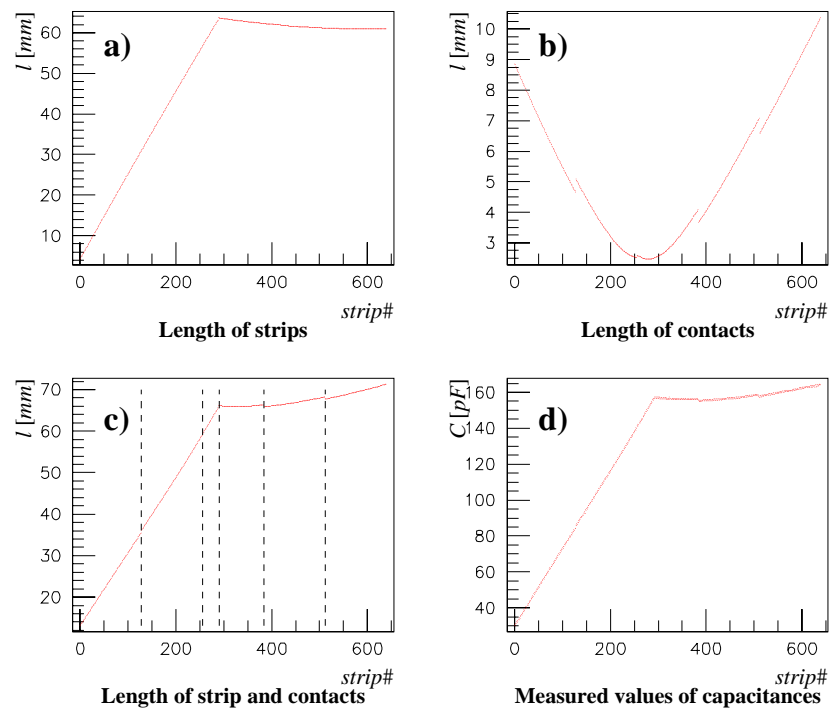 l [mm]
a)
60
50
40
30
20
10
0
200
400
600
strip#
Length of strips
l [mm]
b)
10
9
8
7
6
5
4
3
0
200
400
600
strip#
Length of contacts
l [mm]
c)
70
60
50
40
30
20
0
200
400
600
strip#
Length of strip and contacts
C [pF]
d)
160
140
120
100
80
60
40
0
200
400
600
strip#
Measured values of capacitances